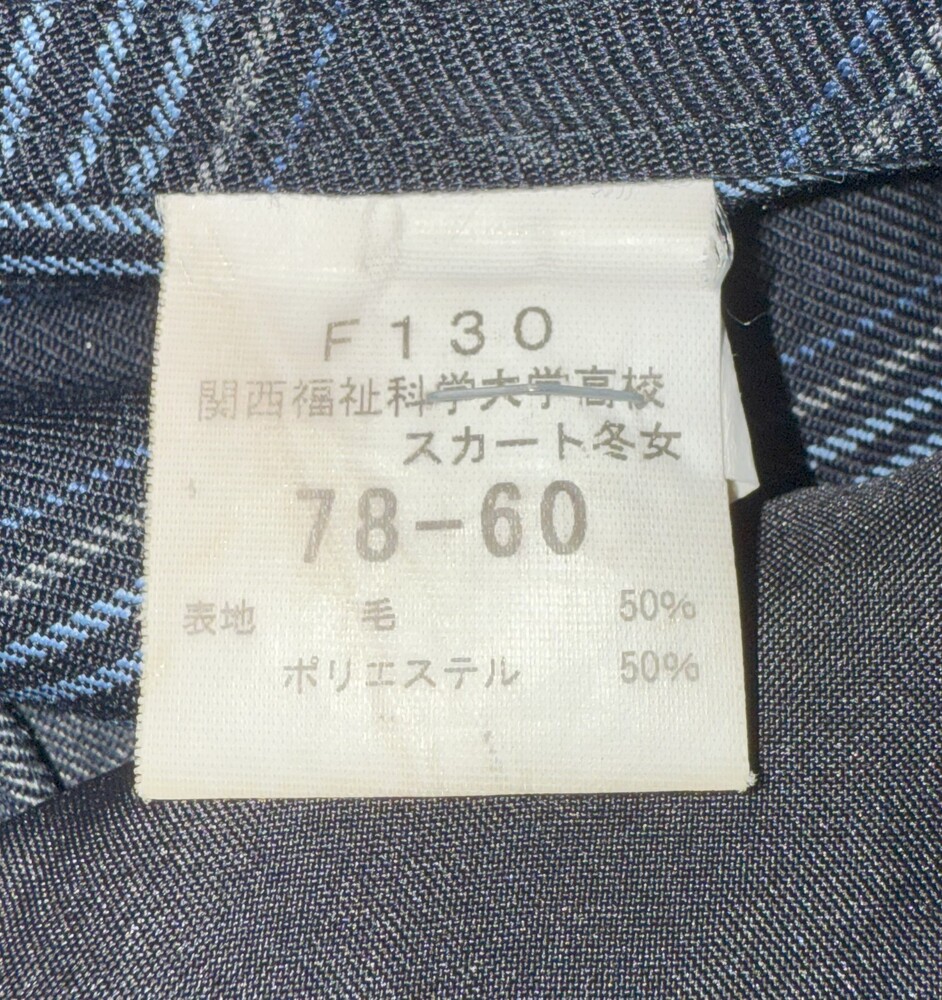 F130
関西福祉科学大学高校
スカート冬女
78-60
表地 毛 50%
ポリエステル 50%